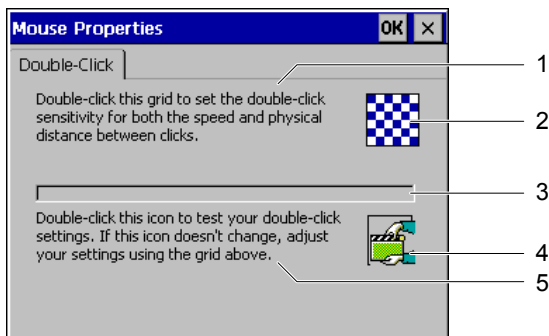 Mouse Properties OK ×
Double-Click
1
Double-click this grid to set the double-click
sensitivity for both the speed and physical
distance between clicks.
2
3
Double-click this icon to test your double-click
settings. If this icon doesn't change, adjust
your settings using the grid above.
4
5